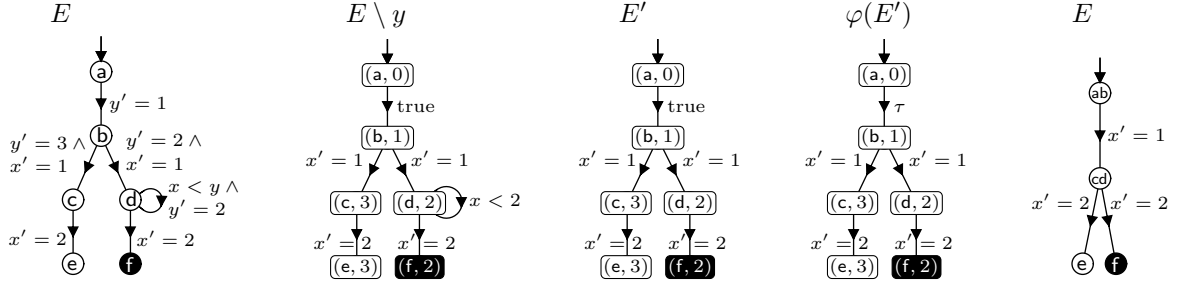 E
a
y′ = 1
b
y′ = 3 ∧
x′ = 1
y′ = 2 ∧
x′ = 1
c
d
x < y ∧
y′ = 2
x′ = 2
x′ = 2
e
f
E \ y
(a, 0)
true
(b, 1)
x′ = 1
x′ = 1
(c, 3)
(d, 2)
x < 2
x′ = 2
x′ = 2
(e, 3)
(f, 2)
E′
(a, 0)
true
(b, 1)
x′ = 1
x′ = 1
(c, 3)
(d, 2)
x′ = 2
x′ = 2
(e, 3)
(f, 2)
φ(E′)
(a, 0)
τ
(b, 1)
x′ = 1
x′ = 1
(c, 3)
(d, 2)
x′ = 2
x′ = 2
(e, 3)
(f, 2)
E
ab
x′ = 1
cd
x′ = 2
x′ = 2
e
f